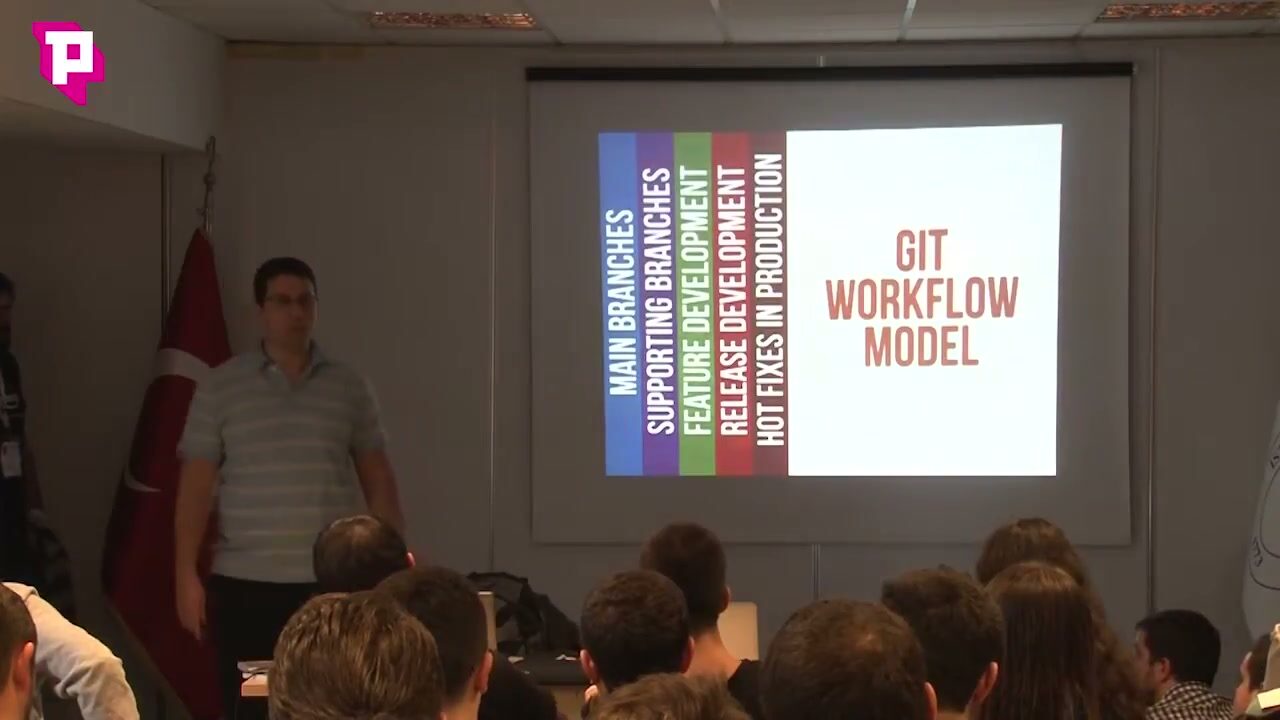 P
MAIN BRANCHES
SUPPORTING BRANCHES
FEATURE DEVELOPMENT
RELEASE DEVELOPMENT
HOT FIXES IN PRODUCTION
GIT
WORKFLOW
MODEL